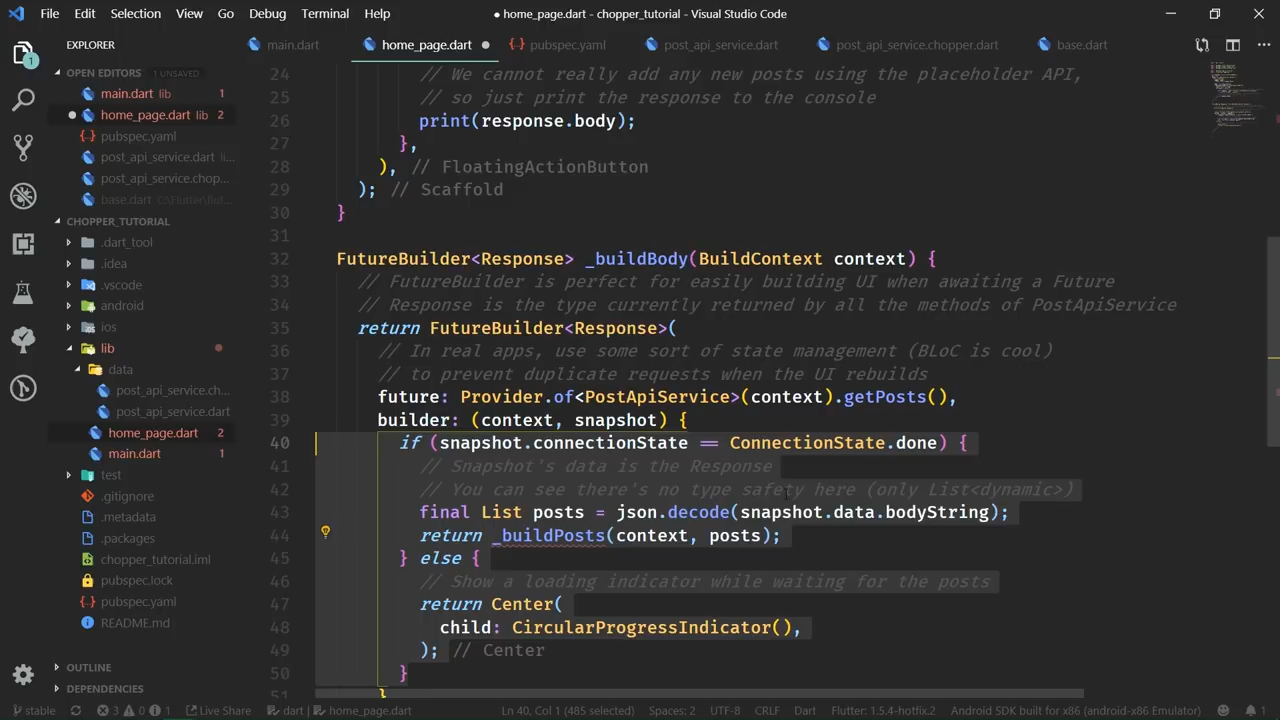 File Edit Selection View Go Debug Terminal Help
● home_page.dart - chopper_tutorial - Visual Studio Code
EXPLORER
OPEN EDITORS 1 UNSAVED
main.dart lib 1
home_page.dart lib 2
pubspec.yaml
post_api_service.dart li...
post_api_service.chop...
base.dart C:\Flutter\flut...
CHOPPER_TUTORIAL
.dart_tool
.idea
.vscode
android
ios
lib
data
post_api_service.ch...
post_api_service.dart
home_page.dart 2
main.dart 1
test
.gitignore
.metadata
.packages
chopper_tutorial.iml
pubspec.lock
pubspec.yaml
README.md
OUTLINE
DEPENDENCIES
main.dart home_page.dart pubspec.yaml post_api_service.dart post_api_service.chopper.dart base.dart
24 // We cannot really add any new posts using the placeholder API,
25 // so just print the response to the console
26 print(response.body);
27 },
28 ), // FloatingActionButton
29 ); // Scaffold
30 }
31
32 FutureBuilder<Response> _buildBody(BuildContext context) {
33 // FutureBuilder is perfect for easily building UI when awaiting a Future
34 // Response is the type currently returned by all the methods of PostApiService
35 return FutureBuilder<Response>(
36 // In real apps, use some sort of state management (BLoC is cool)
37 // to prevent duplicate requests when the UI rebuilds
38 future: Provider.of<PostApiService>(context).getPosts(),
39 builder: (context, snapshot) {
40 if (snapshot.connectionState == ConnectionState.done) {
41 // Snapshot's data is the Response
42 // You can see there's no type safety here (only List<dynamic>)
43 final List posts = json.decode(snapshot.data.bodyString);
44 return _buildPosts(context, posts);
45 } else {
46 // Show a loading indicator while waiting for the posts
47 return Center(
48 child: CircularProgressIndicator(),
49 ); // Center
50 }
51 }
stable 3 0 1 Live Share dart | home_page.dart Ln 40, Col 1 (485 selected) Spaces: 2 UTF-8 CRLF Dart Flutter: 1.5.4-hotfix.2 Android SDK built for x86 (android-x86 Emulator) 1